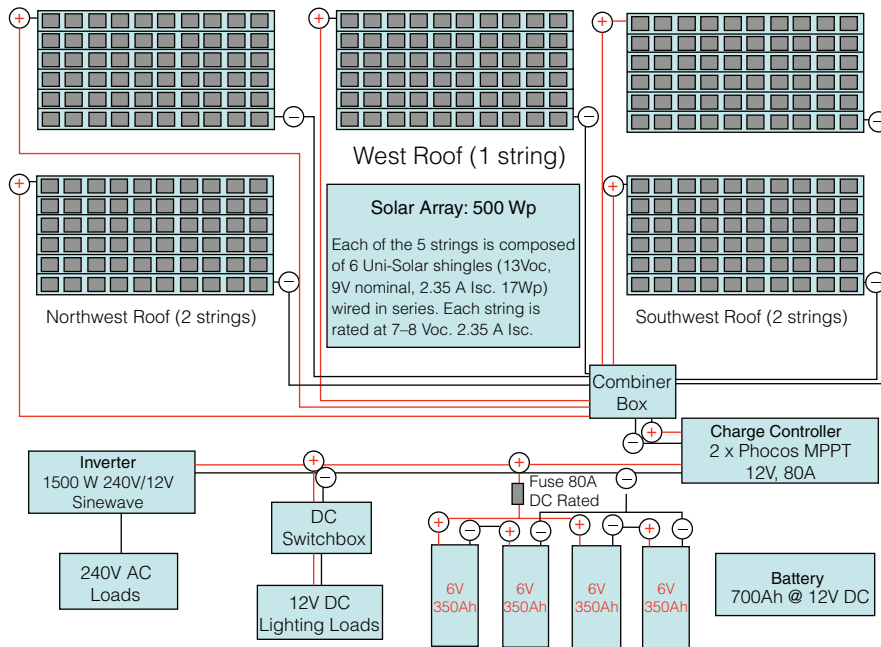 +
+
+
−
−
−
West Roof (1 string)
+
+
Solar Array: 500 Wp
Each of the 5 strings is composed
of 6 Uni-Solar shingles (13Voc,
9V nominal, 2.35 A Isc. 17Wp)
wired in series. Each string is
rated at 7–8 Voc. 2.35 A Isc.
−
−
Northwest Roof (2 strings)
Southwest Roof (2 strings)
Combiner
Box
+
−
Charge Controller
2 x Phocos MPPT
12V, 80A
Inverter
1500 W 240V/12V
Sinewave
+
−
+
Fuse 80A
DC Rated
−
DC
Switchbox
+
−
+
−
+
−
+
−
240V AC
Loads
12V DC
Lighting Loads
6V
350Ah
6V
350Ah
6V
350Ah
6V
350Ah
Battery
700Ah @ 12V DC